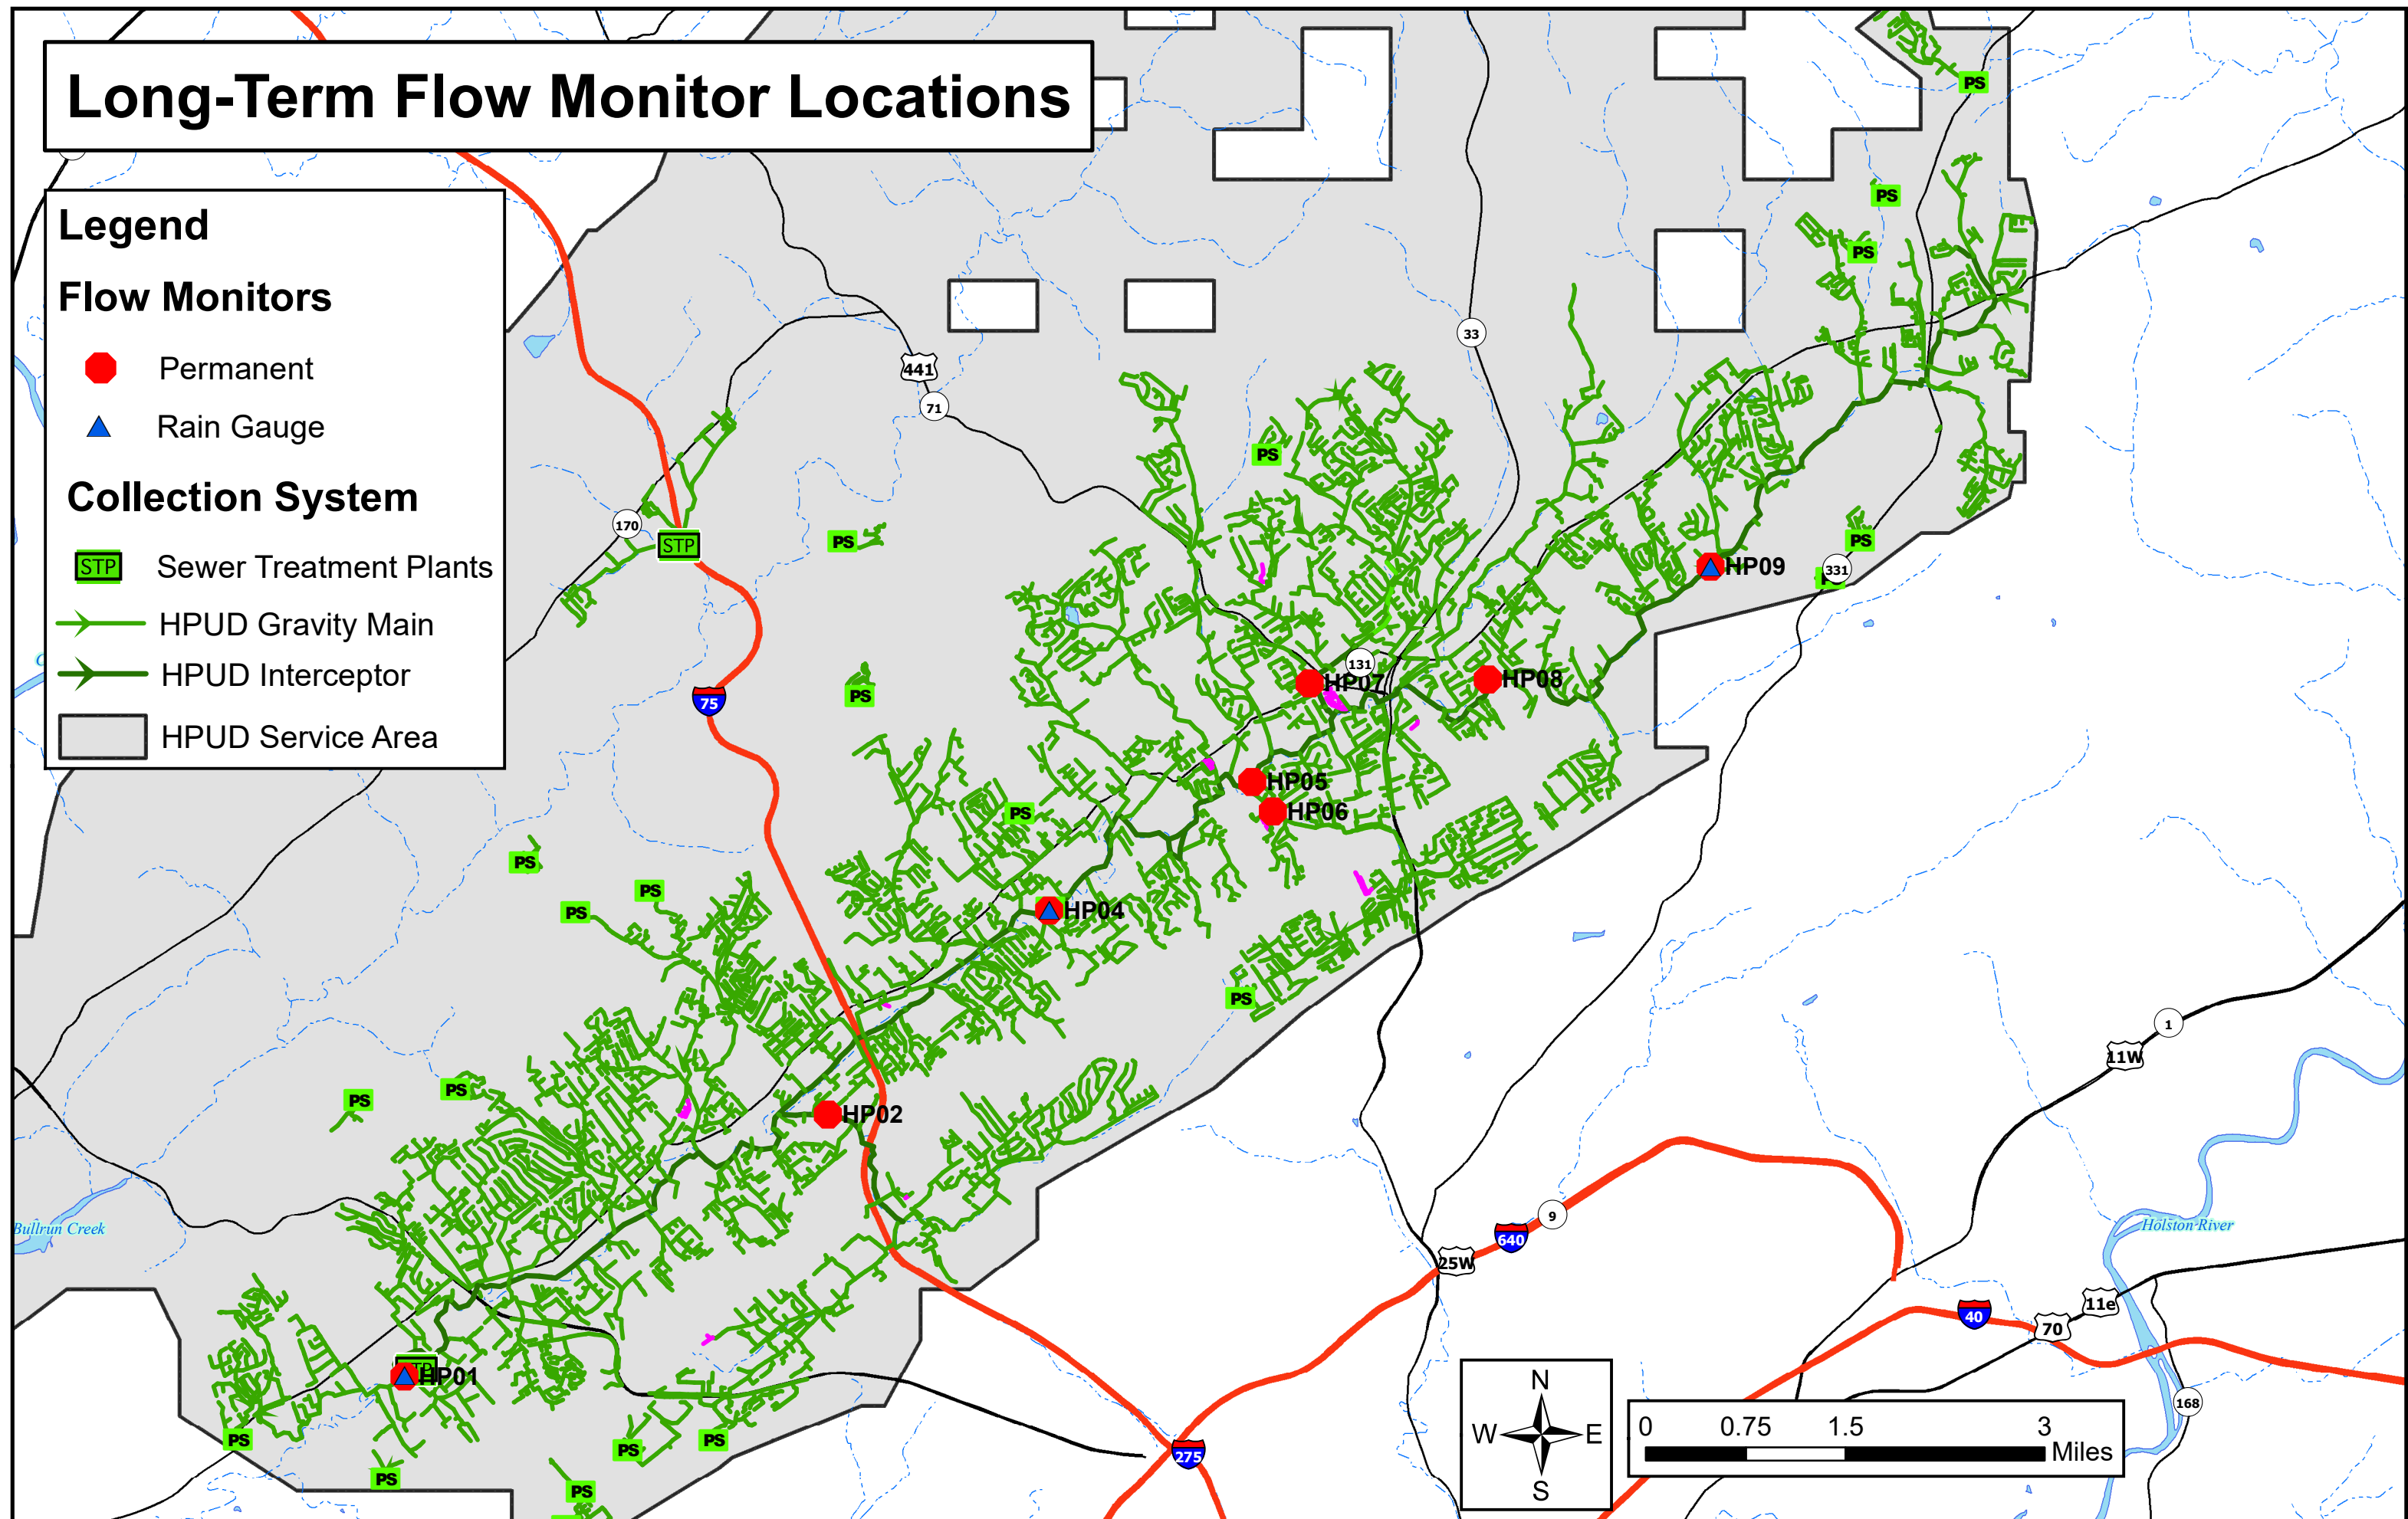 Long-Term Flow Monitor Locations
Legend
Flow Monitors
Permanent
Rain Gauge
Collection System
STP Sewer Treatment Plants
HPUD Gravity Main
HPUD Interceptor
HPUD Service Area
PS
PS
PS
33
441
71
PS
170
STP
PS
PS
HP09
331
131
HP07
HP08
PS
75
HP05
HP06
PS
PS
PS
PS
HP04
PS
1
11W
PS
PS
HP02
Bullrun Creek
Holston River
9
640
25W
11e
40
70
HP01
168
PS
PS
PS
PS
PS
275
N
W E
S
0 0.75 1.5 3
Miles